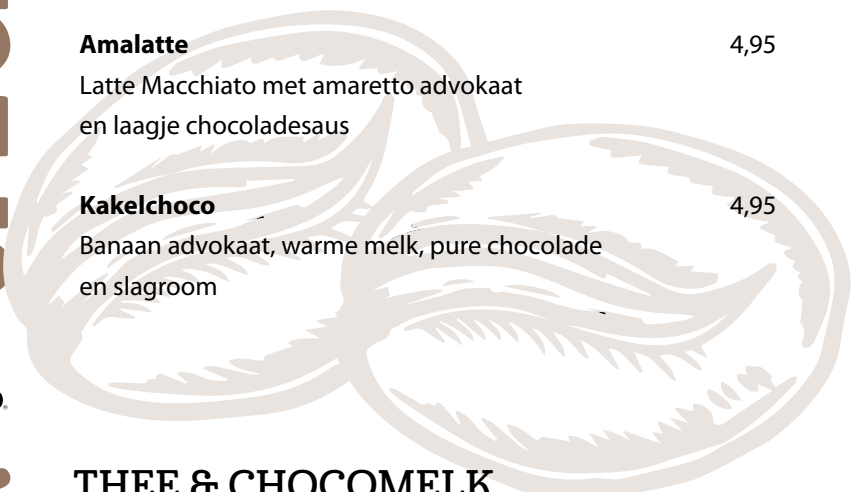 Amalatte 4,95
Latte Macchiato met amaretto advokaat
en laagje chocoladesaus
Kakelchoco 4,95
Banaan advokaat, warme melk, pure chocolade
en slagroom
THEE & CHOCOMELK